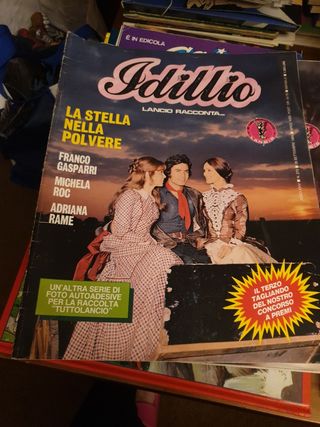 È IN EDICOLA
Idillio
LANCIO RACCONTA...
LA STELLA
NELLA
POLVERE
FRANCO
GASPARRI
MICHELA
ROC
ADRIANA
RAME
UN'ALTRA SERIE DI
FOTO AUTOADESIVE
PER LA RACCOLTA
"TUTTOLANCIO"
IL TERZO
TAGLIANDO
DEL NOSTRO
CONCORSO
A PREMI